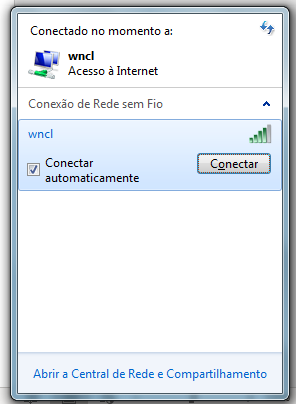 Conectado no momento a:
wncl
Acesso à Internet
Conexão de Rede sem Fio
wncl
Conectar
automaticamente
Conectar
Abrir a Central de Rede e Compartilhamento